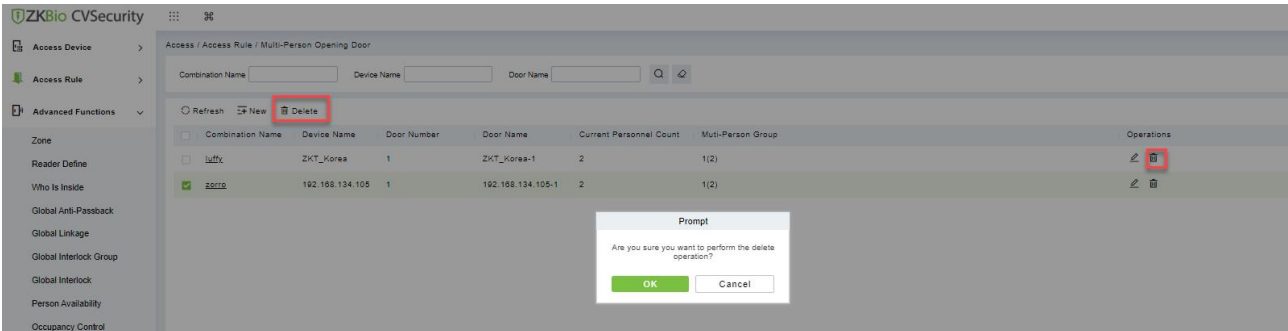 ZKBio CVSecurity
Access Device
Access Rule
Advanced Functions
Zone
Reader Define
Who Is Inside
Global Anti-Passback
Global Linkage
Global Interlock Group
Global Interlock
Person Availability
Occupancy Control
Access / Access Rule / Multi-Person Opening Door
Combination Name Device Name Door Name
Refresh New Delete
Combination Name Device Name Door Number Door Name Current Personnel Count Muti-Person Group Operations
luffy ZKT_Korea 1 ZKT_Korea-1 2 1(2)
zorro 192.168.134.105 1 192.168.134.105-1 2 1(2)
Prompt
Are you sure you want to perform the delete
operation?
OK Cancel